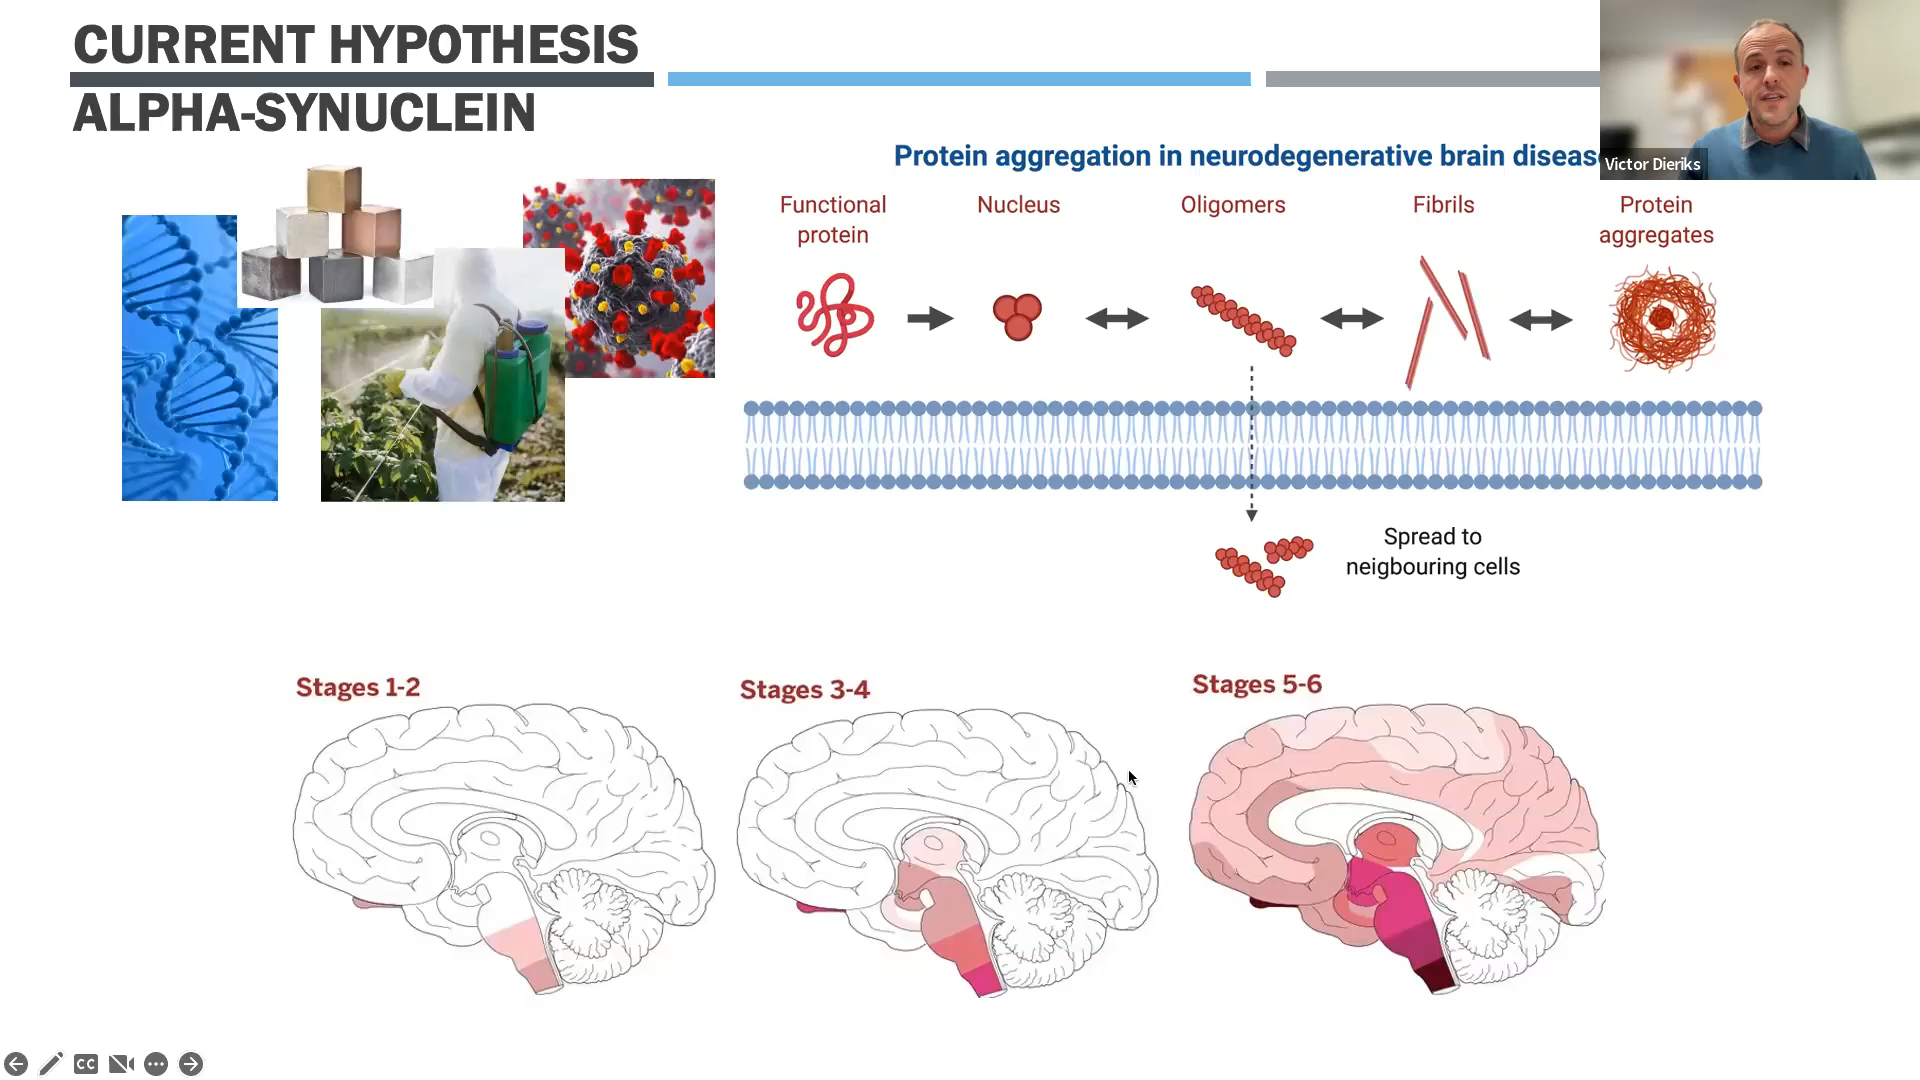 CURRENT HYPOTHESIS
ALPHA-SYNUCLEIN
Protein aggregation in neurodegenerative brain diseas
Victor Dieriks
Functional
protein
Nucleus
Oligomers
Fibrils
Protein
aggregates
Spread to
neigbouring cells
Stages 1-2
Stages 3-4
Stages 5-6
CC